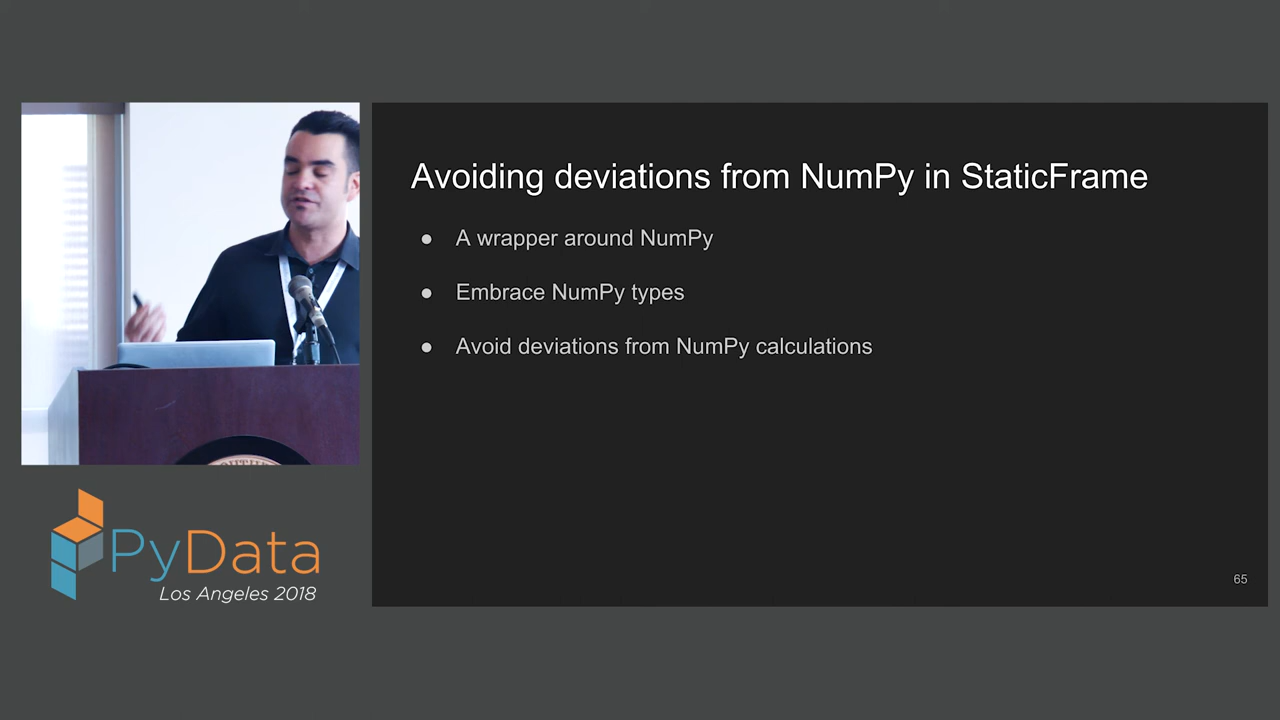 Avoiding deviations from NumPy in StaticFrame
● A wrapper around NumPy
● Embrace NumPy types
● Avoid deviations from NumPy calculations
65
PyData
Los Angeles 2018